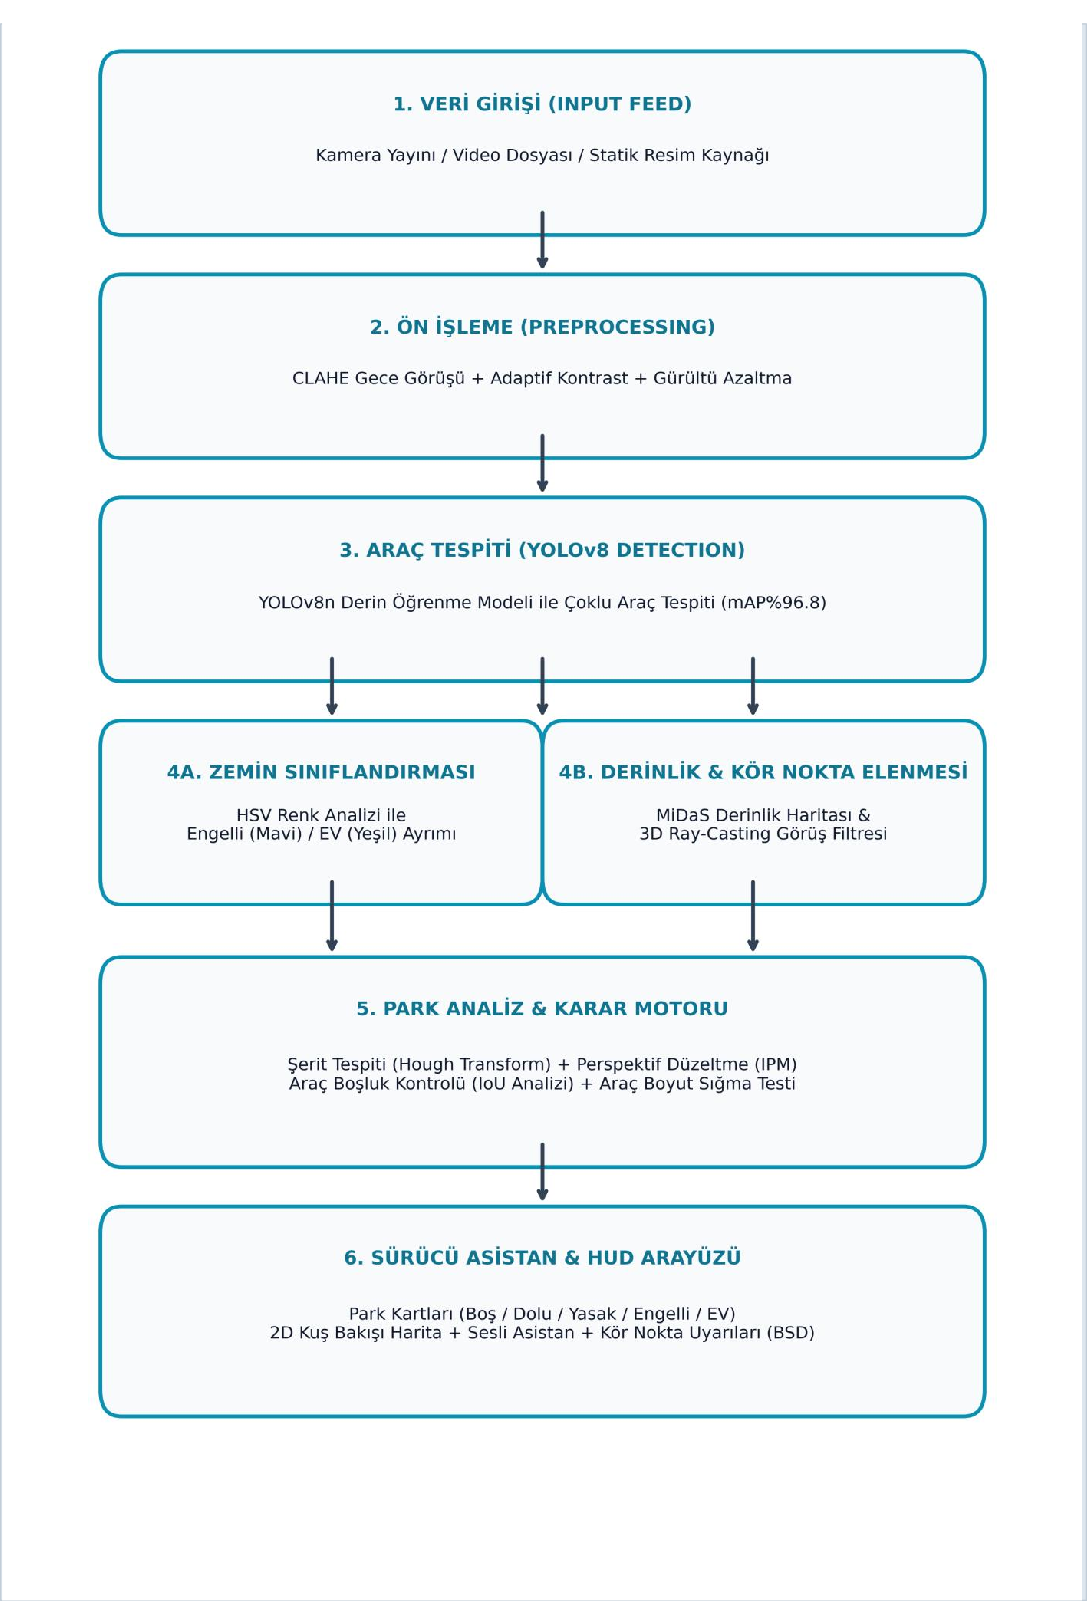 1. VERİ GİRİŞİ (INPUT FEED)
Kamera Yayını / Video Dosyası / Statik Resim Kaynağı
2. ÖN İŞLEME (PREPROCESSING)
CLAHE Gece Görüşü + Adaptif Kontrast + Gürültü Azaltma
3. ARAÇ TESPİTİ (YOLOv8 DETECTION)
YOLOv8n Derin Öğrenme Modeli ile Çoklu Araç Tespiti (mAP%96.8)
4A. ZEMİN SINIFLANDIRMASI
HSV Renk Analizi ile
Engelli (Mavi) / EV (Yeşil) Ayrımı
4B. DERİNLİK & KÖR NOKTA ELENMESİ
MiDaS Derinlik Haritası &
3D Ray-Casting Görüş Filtresi
5. PARK ANALİZ & KARAR MOTORU
Şerit Tespiti (Hough Transform) + Perspektif Düzeltme (IPM)
Araç Boşluk Kontrolü (IoU Analizi) + Araç Boyut Sığma Testi
6. SÜRÜCÜ ASİSTAN & HUD ARAYÜZÜ
Park Kartları (Boş / Dolu / Yasak / Engelli / EV)
2D Kuş Bakışı Harita + Sesli Asistan + Kör Nokta Uyarıları (BSD)